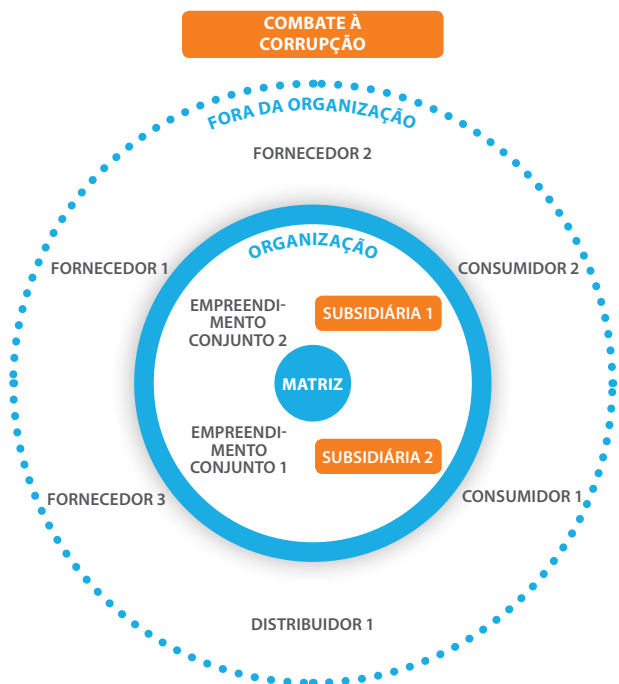 COMBATE À
CORRUPÇÃO
FORA DA ORGANIZAÇÃO
FORNECEDOR 2
ORGANIZAÇÃO
FORNECEDOR 1
CONSUMIDOR 2
EMPREENDI-
MENTO
CONJUNTO 2
SUBSIDIÁRIA 1
MATRIZ
EMPREENDI-
MENTO
CONJUNTO 1
SUBSIDIÁRIA 2
FORNECEDOR 3
CONSUMIDOR 1
DISTRIBUIDOR 1